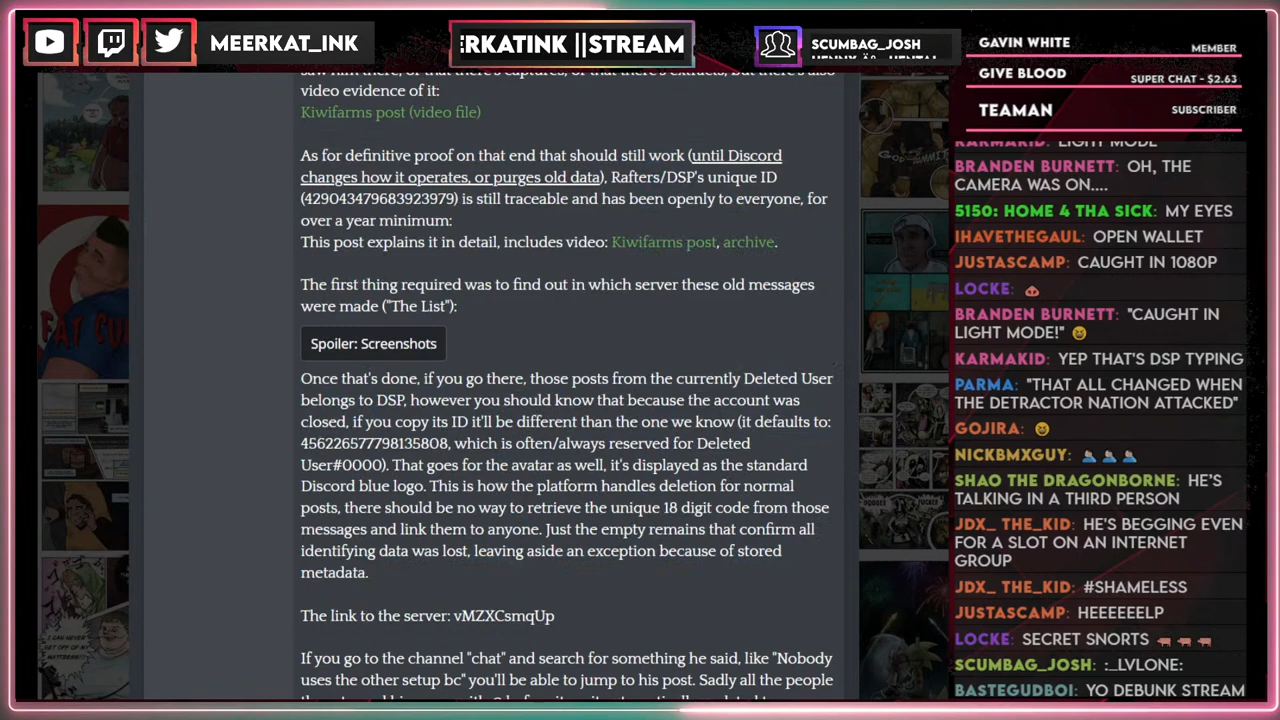 MEERKAT_INK
:RKATINK ||STREAM
SCUMBAG_JOSH
GAVIN WHITE
MEMBER
GIVE BLOOD
SUPER CHAT - $2.63
TEAMAN
SUBSCRIBER
saw him there, or that there's captures, or that there's extracts, but there's also
video evidence of it:
Kiwifarms post (video file)
As for definitive proof on that end that should still work (until Discord
changes how it operates, or purges old data), Rafters/DSP's unique ID
(429043479683923979) is still traceable and has been openly to everyone, for
over a year minimum:
This post explains it in detail, includes video: Kiwifarms post, archive.
The first thing required was to find out in which server these old messages
were made ("The List"):
Spoiler: Screenshots
Once that's done, if you go there, those posts from the currently Deleted User
belongs to DSP, however you should know that because the account was
closed, if you copy its ID it'll be different than the one we know (it defaults to:
456226577798135808, which is often/always reserved for Deleted
User#0000). That goes for the avatar as well, it's displayed as the standard
Discord blue logo. This is how the platform handles deletion for normal
posts, there should be no way to retrieve the unique 18 digit code from those
messages and link them to anyone. Just the empty remains that confirm all
identifying data was lost, leaving aside an exception because of stored
metadata.
The link to the server: vMZXCsmqUp
If you go to the channel "chat" and search for something he said, like "Nobody
uses the other setup bc" you'll be able to jump to his post. Sadly all the people
KARMAKID: LIGHT MODE
BRANDEN BURNETT: OH, THE
CAMERA WAS ON....
5150: HOME 4 THA SICK: MY EYES
IHAVETHEGAUL: OPEN WALLET
JUSTASCAMP: CAUGHT IN 1080P
LOCKE: 🐽
BRANDEN BURNETT: "CAUGHT IN
LIGHT MODE!" 😆
KARMAKID: YEP THAT'S DSP TYPING
PARMA: "THAT ALL CHANGED WHEN
THE DETRACTOR NATION ATTACKED"
GOJIRA: 😆
NICKBMXGUY: 🤦🏻‍♂️ 🤦🏻‍♂️ 🤦🏻‍♂️
SHAO THE DRAGONBORNE: HE'S
TALKING IN A THIRD PERSON
JDX_ THE_KID: HE'S BEGGING EVEN
FOR A SLOT ON AN INTERNET
GROUP
JDX_ THE_KID: #SHAMELESS
JUSTASCAMP: HEEEEEELP
LOCKE: SECRET SNORTS 🐖 🐖 🐖
SCUMBAG_JOSH: :_LVLONE:
BASTEGUDBOI: YO DEBUNK STREAM